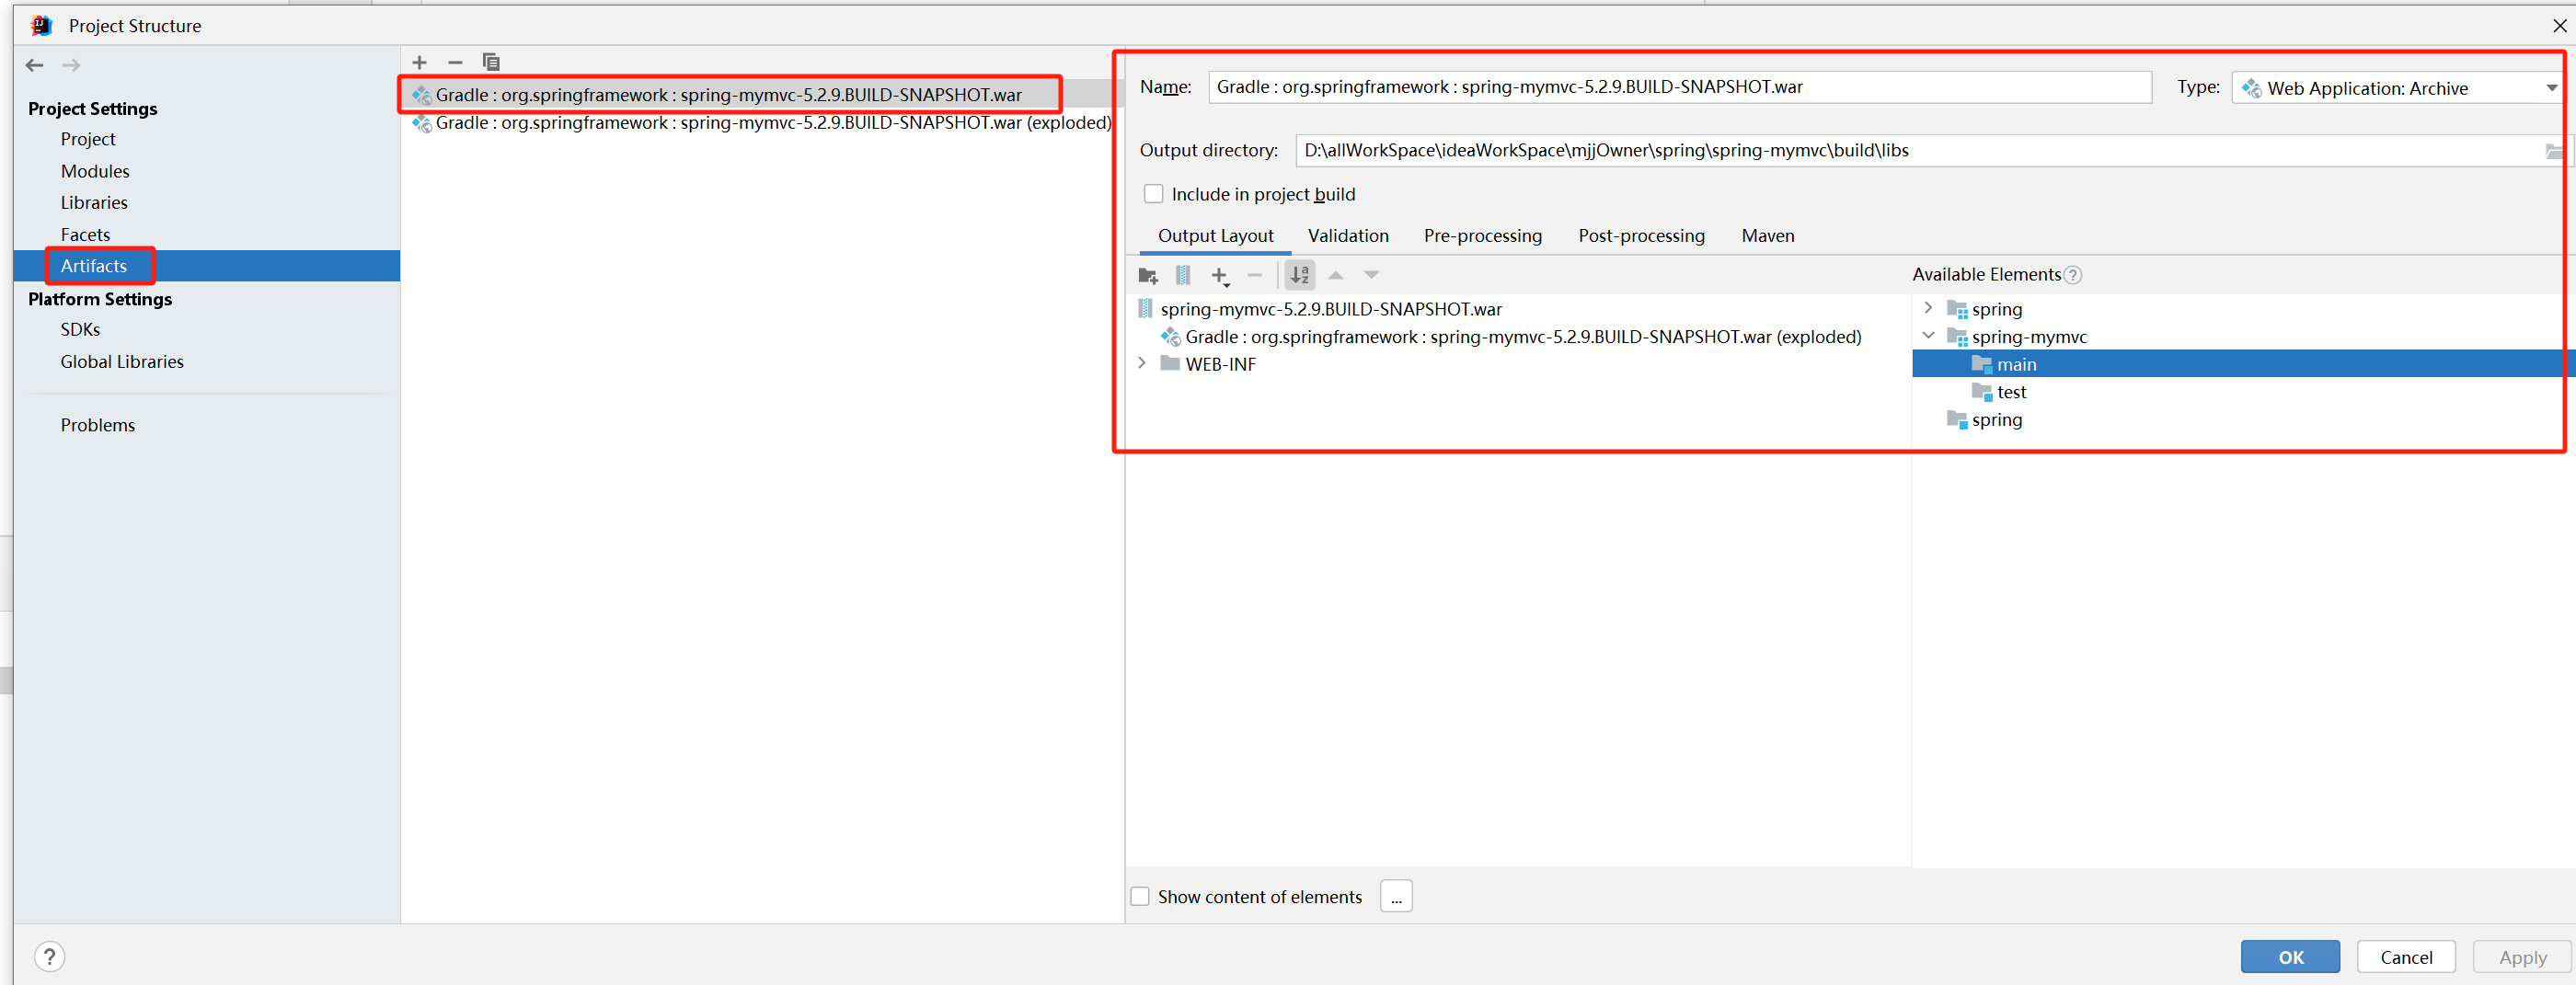 Project Structure
Project Settings
Project
Modules
Libraries
Facets
Artifacts
Platform Settings
SDKs
Global Libraries
Problems
Gradle : org.springframework : spring-mymvc-5.2.9.BUILD-SNAPSHOT.war
Gradle : org.springframework : spring-mymvc-5.2.9.BUILD-SNAPSHOT.war (exploded)
Name: Gradle : org.springframework : spring-mymvc-5.2.9.BUILD-SNAPSHOT.war Type: Web Application: Archive
Output directory: D:\allWorkSpace\ideaWorkSpace\mjjOwner\spring\spring-mymvc\build\libs
Include in project build
Output Layout Validation Pre-processing Post-processing Maven
Available Elements ?
spring-mymvc-5.2.9.BUILD-SNAPSHOT.war
Gradle : org.springframework : spring-mymvc-5.2.9.BUILD-SNAPSHOT.war (exploded)
WEB-INF
spring
spring-mymvc
main
test
spring
Show content of elements ...
? OK Cancel Apply